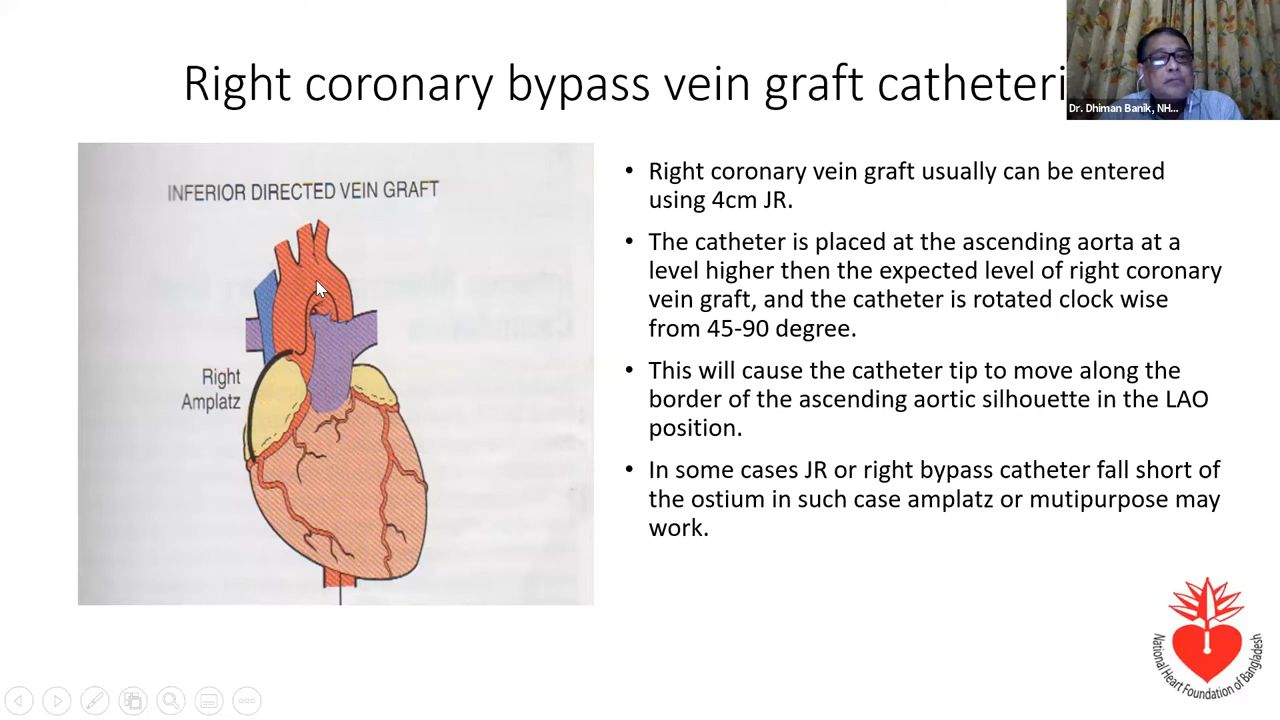 Right coronary bypass vein graft catheteri
Dr. Dhiman Banik, NH...
INFERIOR DIRECTED VEIN GRAFT
Right
Amplatz
• Right coronary vein graft usually can be entered
using 4cm JR.
• The catheter is placed at the ascending aorta at a
level higher then the expected level of right coronary
vein graft, and the catheter is rotated clock wise
from 45-90 degree.
• This will cause the catheter tip to move along the
border of the ascending aortic silhouette in the LAO
position.
• In some cases JR or right bypass catheter fall short of
the ostium in such case amplatz or mutipurpose may
work.
National Heart Foundation of Bangladesh